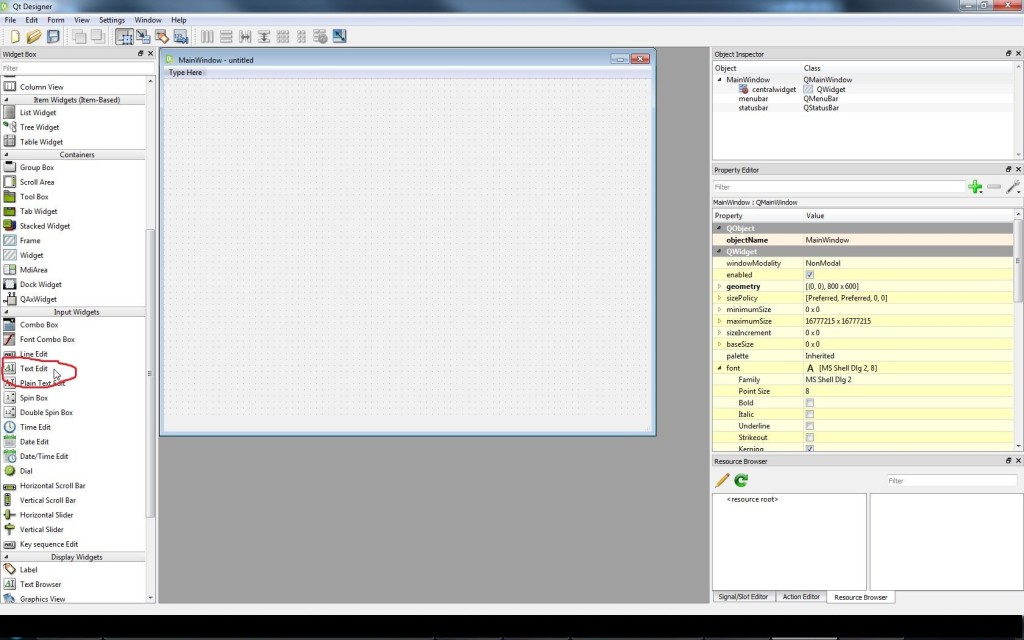 Qt Designer
File Edit Form View Settings Window Help
Widget Box
Filter
Column View
Item Widgets (Item-Based)
List Widget
Tree Widget
Table Widget
Containers
Group Box
Scroll Area
Tool Box
Tab Widget
Stacked Widget
Frame
Widget
MdiArea
Dock Widget
QAxWidget
Input Widgets
Combo Box
Font Combo Box
Line Edit
Text Edit
Plain Text Edit
Spin Box
Double Spin Box
Time Edit
Date Edit
Date/Time Edit
Dial
Horizontal Scroll Bar
Vertical Scroll Bar
Horizontal Slider
Vertical Slider
Key sequence Edit
Display Widgets
Label
Text Browser
Graphics View
MainWindow - untitled
Type Here
Object Inspector
Object Class
MainWindow QMainWindow
centralwidget QWidget
menubar QMenuBar
statusbar QStatusBar
Property Editor
Filter
MainWindow : QMainWindow
Property Value
QObject
objectName MainWindow
QWidget
windowModality NonModal
enabled
geometry [(0, 0), 800 x 600]
sizePolicy [Preferred, Preferred, 0, 0]
minimumSize 0 x 0
maximumSize 16777215 x 16777215
sizeIncrement 0 x 0
baseSize 0 x 0
palette Inherited
font A [MS Shell Dlg 2, 8]
Family MS Shell Dlg 2
Point Size 8
Bold
Italic
Underline
Strikeout
Kerning
Resource Browser
Filter
<resource root>
Signal/Slot Editor Action Editor Resource Browser